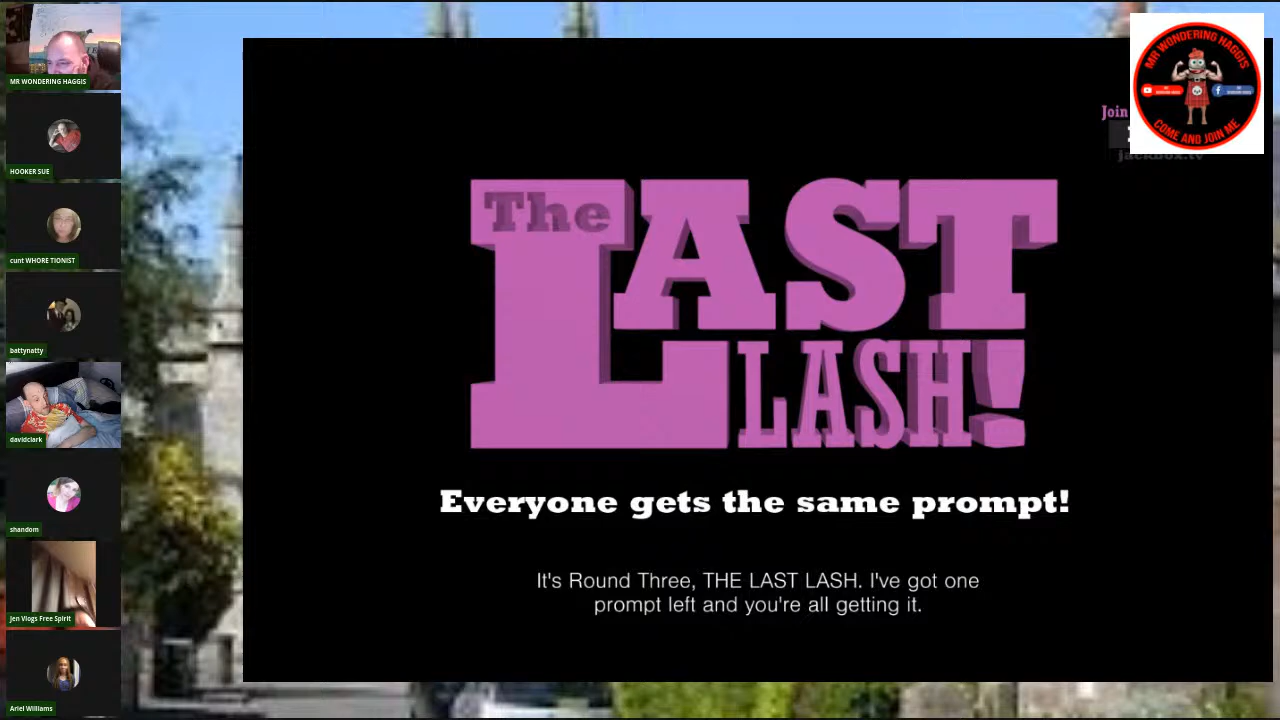 MR WONDERING HAGGIS
HOOKER SUE
cunt WHORE TIONIST
battynatty
davidclark
shandom
Jen Vlogs Free Spirit
Ariel Williams
Join
jackbox.tv
MR WONDERING HAGGIS
COME AND JOIN ME
The LAST
LASH!
Everyone gets the same prompt!
It's Round Three, THE LAST LASH. I've got one
prompt left and you're all getting it.